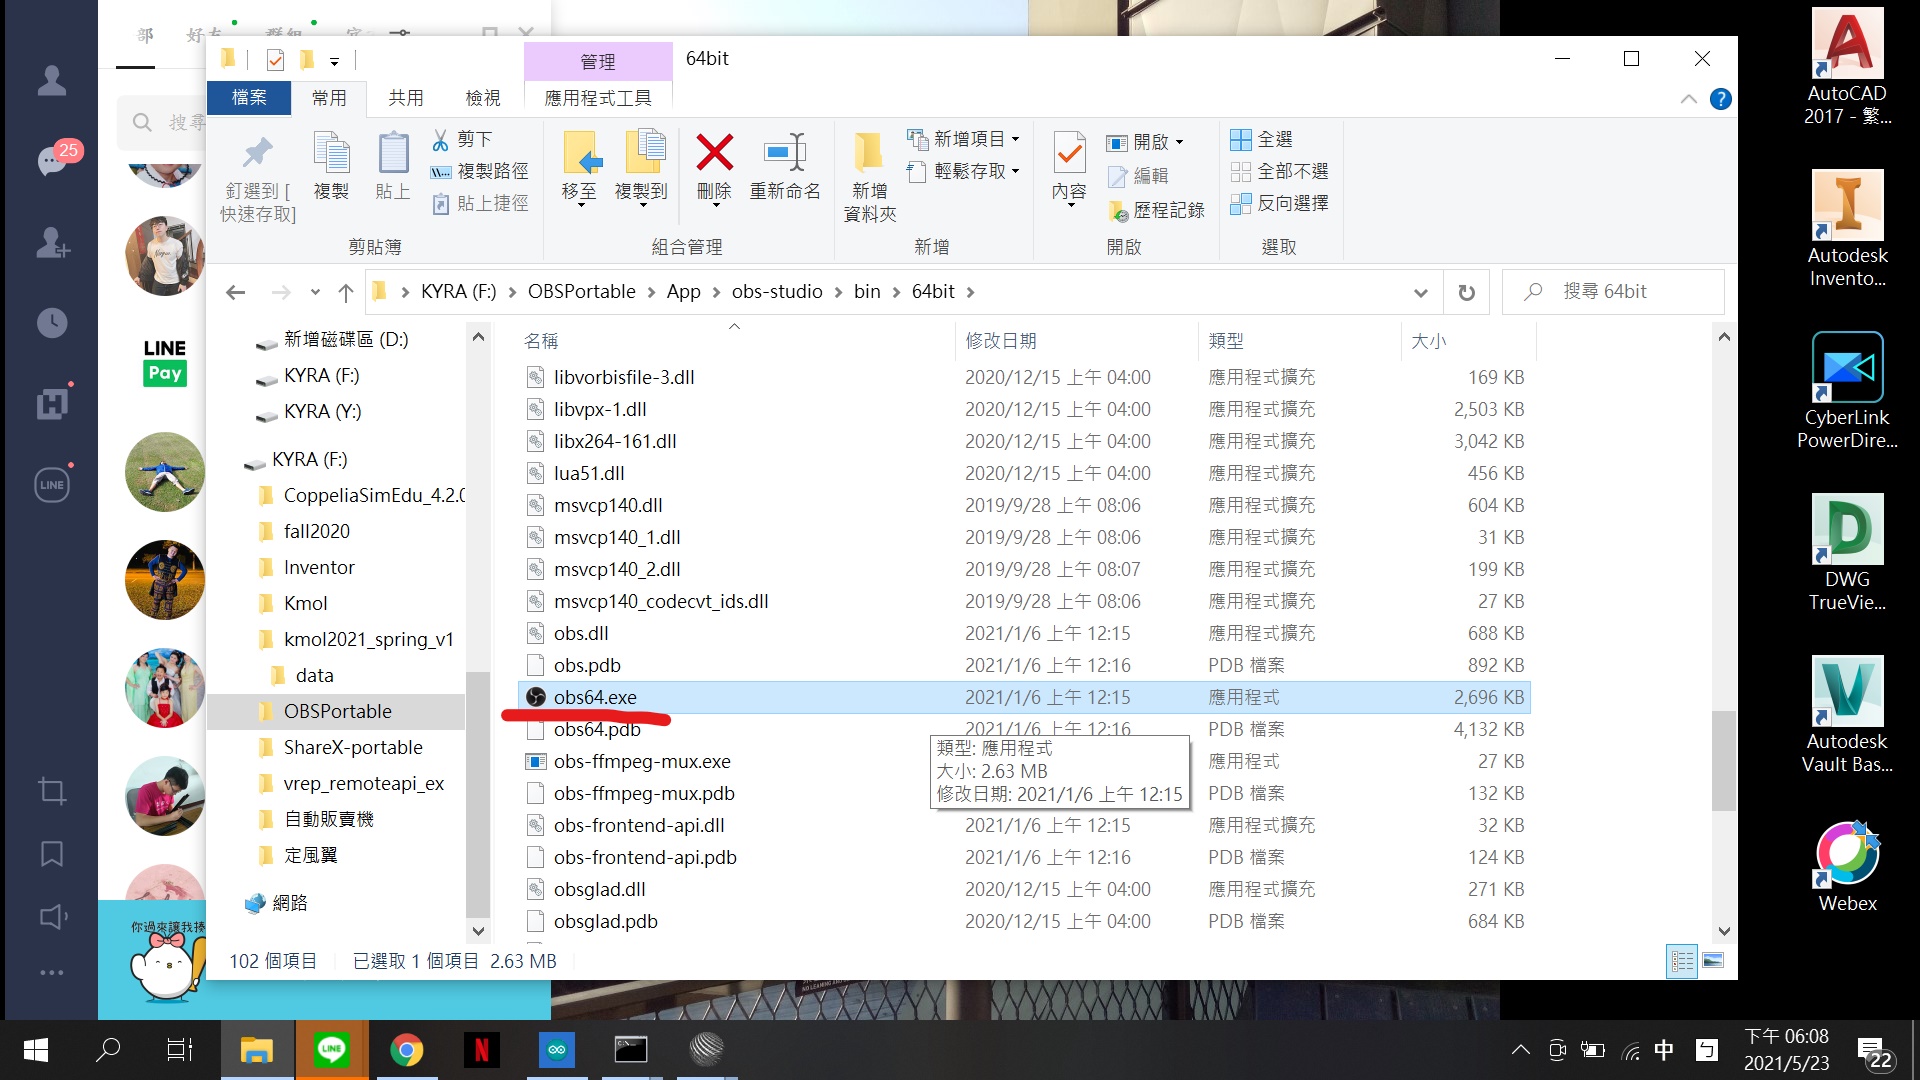 部 好友 群組
25
搜尋
LINE
LINE
Pay
你過來讓我揍
管理
64bit
檔案
常用
共用
檢視
應用程式工具
釘選到 [
快速存取]
複製
貼上
剪下
複製路徑
貼上捷徑
剪貼簿
移至
複製到
刪除
重新命名
組合管理
新增
資料夾
新增項目
輕鬆存取
新增
內容
開啟
編輯
歷程記錄
開啟
全選
全部不選
反向選擇
選取
KYRA (F:) > OBSPortable > App > obs-studio > bin > 64bit >
搜尋 64bit
新增磁碟區 (D:)
KYRA (F:)
KYRA (Y:)
KYRA (F:)
CoppeliaSimEdu_4.2.0
fall2020
Inventor
Kmol
kmol2021_spring_v1
data
OBSPortable
ShareX-portable
vrep_remoteapi_ex
自動販賣機
定風翼
網路
名稱 修改日期 類型 大小
libvorbisfile-3.dll 2020/12/15 上午 04:00 應用程式擴充 169 KB
libvpx-1.dll 2020/12/15 上午 04:00 應用程式擴充 2,503 KB
libx264-161.dll 2020/12/15 上午 04:00 應用程式擴充 3,042 KB
lua51.dll 2020/12/15 上午 04:00 應用程式擴充 456 KB
msvcp140.dll 2019/9/28 上午 08:06 應用程式擴充 604 KB
msvcp140_1.dll 2019/9/28 上午 08:06 應用程式擴充 31 KB
msvcp140_2.dll 2019/9/28 上午 08:07 應用程式擴充 199 KB
msvcp140_codecvt_ids.dll 2019/9/28 上午 08:06 應用程式擴充 27 KB
obs.dll 2021/1/6 上午 12:15 應用程式擴充 688 KB
obs.pdb 2021/1/6 上午 12:16 PDB 檔案 892 KB
obs64.exe 2021/1/6 上午 12:15 應用程式 2,696 KB
obs64.pdb 2021/1/6 上午 12:16 PDB 檔案 4,132 KB
obs-ffmpeg-mux.exe 應用程式 27 KB
obs-ffmpeg-mux.pdb PDB 檔案 132 KB
obs-frontend-api.dll 2021/1/6 上午 12:15 應用程式擴充 32 KB
obs-frontend-api.pdb 2021/1/6 上午 12:16 PDB 檔案 124 KB
obsglad.dll 2020/12/15 上午 04:00 應用程式擴充 271 KB
obsglad.pdb 2020/12/15 上午 04:00 PDB 檔案 684 KB
類型: 應用程式
大小: 2.63 MB
修改日期: 2021/1/6 上午 12:15
102 個項目 已選取 1 個項目 2.63 MB
AutoCAD
2017 - 繁...
Autodesk
Invento...
CyberLink
PowerDire...
DWG
TrueVie...
Autodesk
Vault Bas...
Webex
LINE
中
下午 06:08
2021/5/23
22